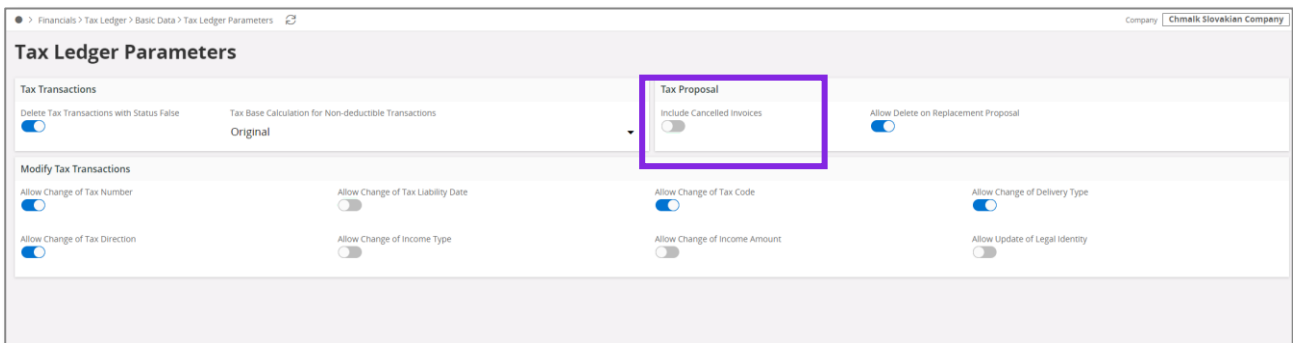 Financials > Tax Ledger > Basic Data > Tax Ledger Parameters
Company Chmalk Slovakian Company
Tax Ledger Parameters
Tax Transactions
Delete Tax Transactions with Status False
Tax Base Calculation for Non-deductible Transactions
Original
Tax Proposal
Include Cancelled Invoices
Allow Delete on Replacement Proposal
Modify Tax Transactions
Allow Change of Tax Number
Allow Change of Tax Liability Date
Allow Change of Tax Code
Allow Change of Delivery Type
Allow Change of Tax Direction
Allow Change of Income Type
Allow Change of Income Amount
Allow Update of Legal Identity